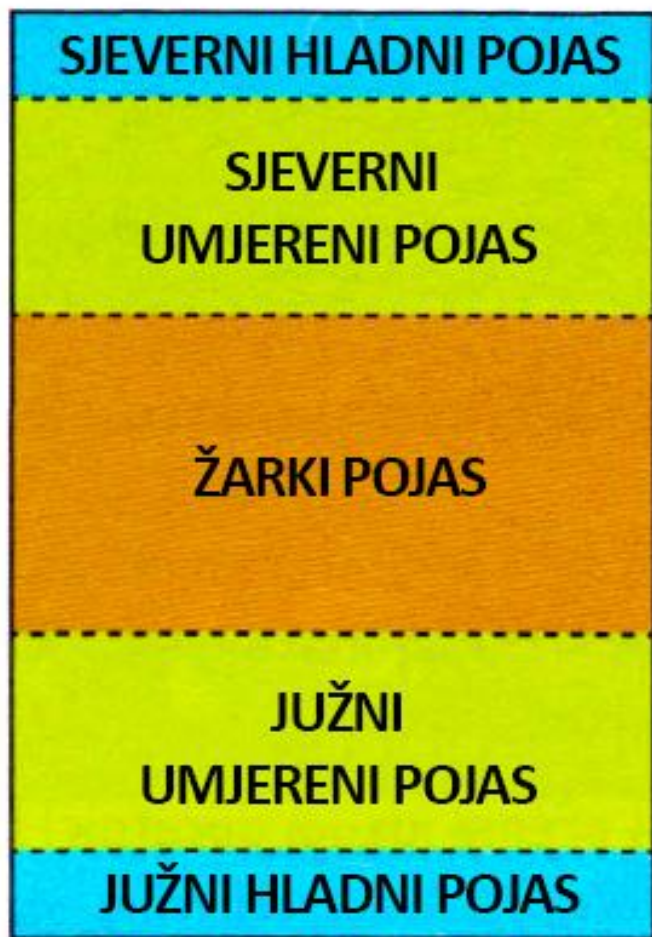 SJEVERNI HLADNI POJAS
SJEVERNI
UMJERENI POJAS
ŽARKI POJAS
JUŽNI
UMJERENI POJAS
JUŽNI HLADNI POJAS